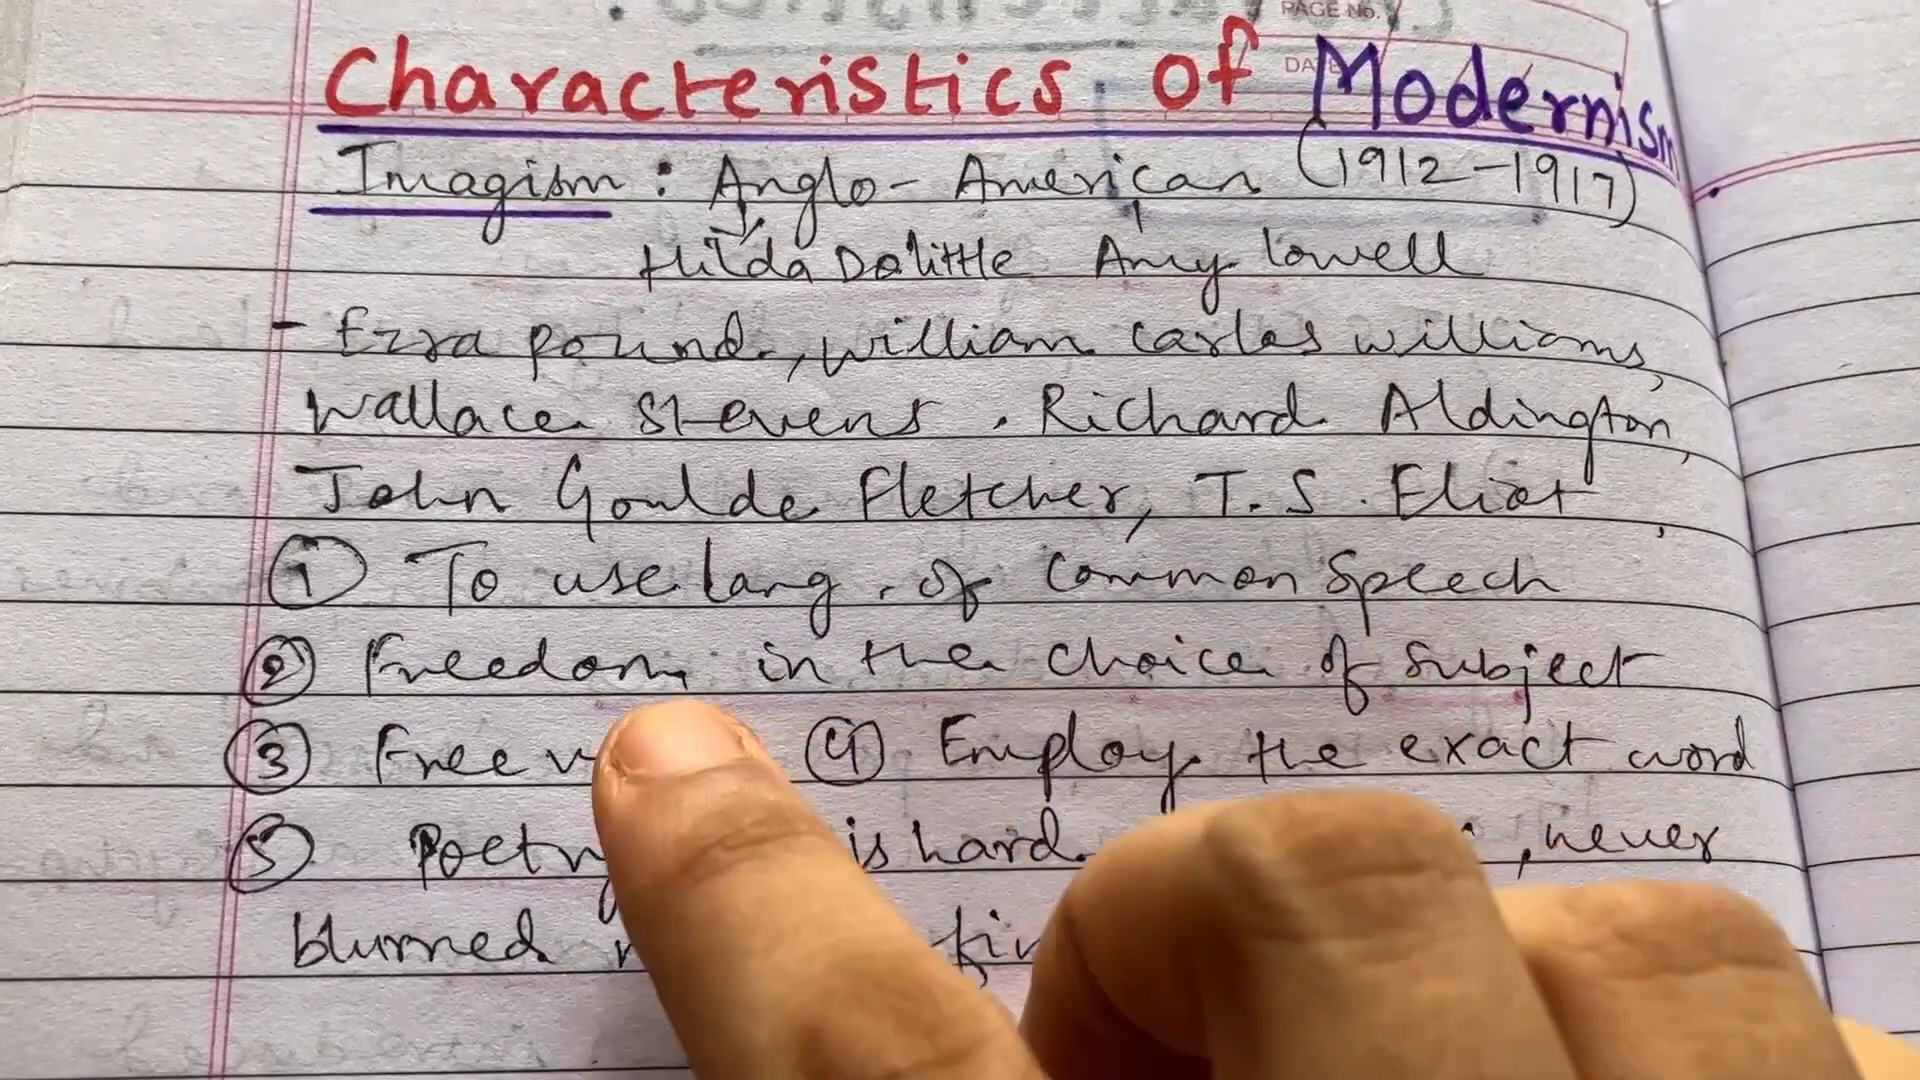 PAGE No.
DATE
Characteristics of Modernism
Imagism : Anglo - American (1912-1917)
Hilda Dolittle Amy Lowell
- Ezra Pound, William Carlos Williams,
Wallace Stevens. Richard Aldington,
John Goulde Fletcher, T.S. Eliot,
① To use lang. of Common Speech
② Freedom in the choice of Subject
③ Free ④ Employ the exact word
⑤ Poetry is hard. , never
blurred